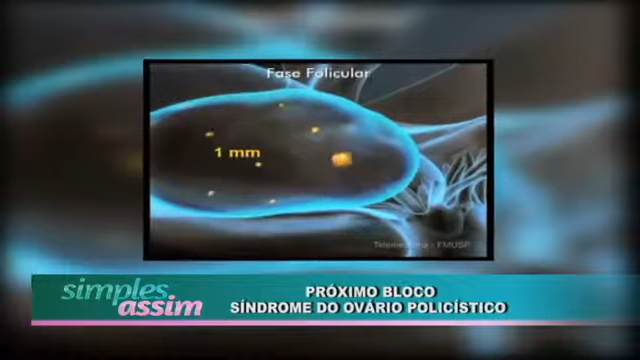 Fase Folicular
1 mm
Telemedicina - FMUSP
simples assim
PRÓXIMO BLOCO
SÍNDROME DO OVÁRIO POLICÍSTICO